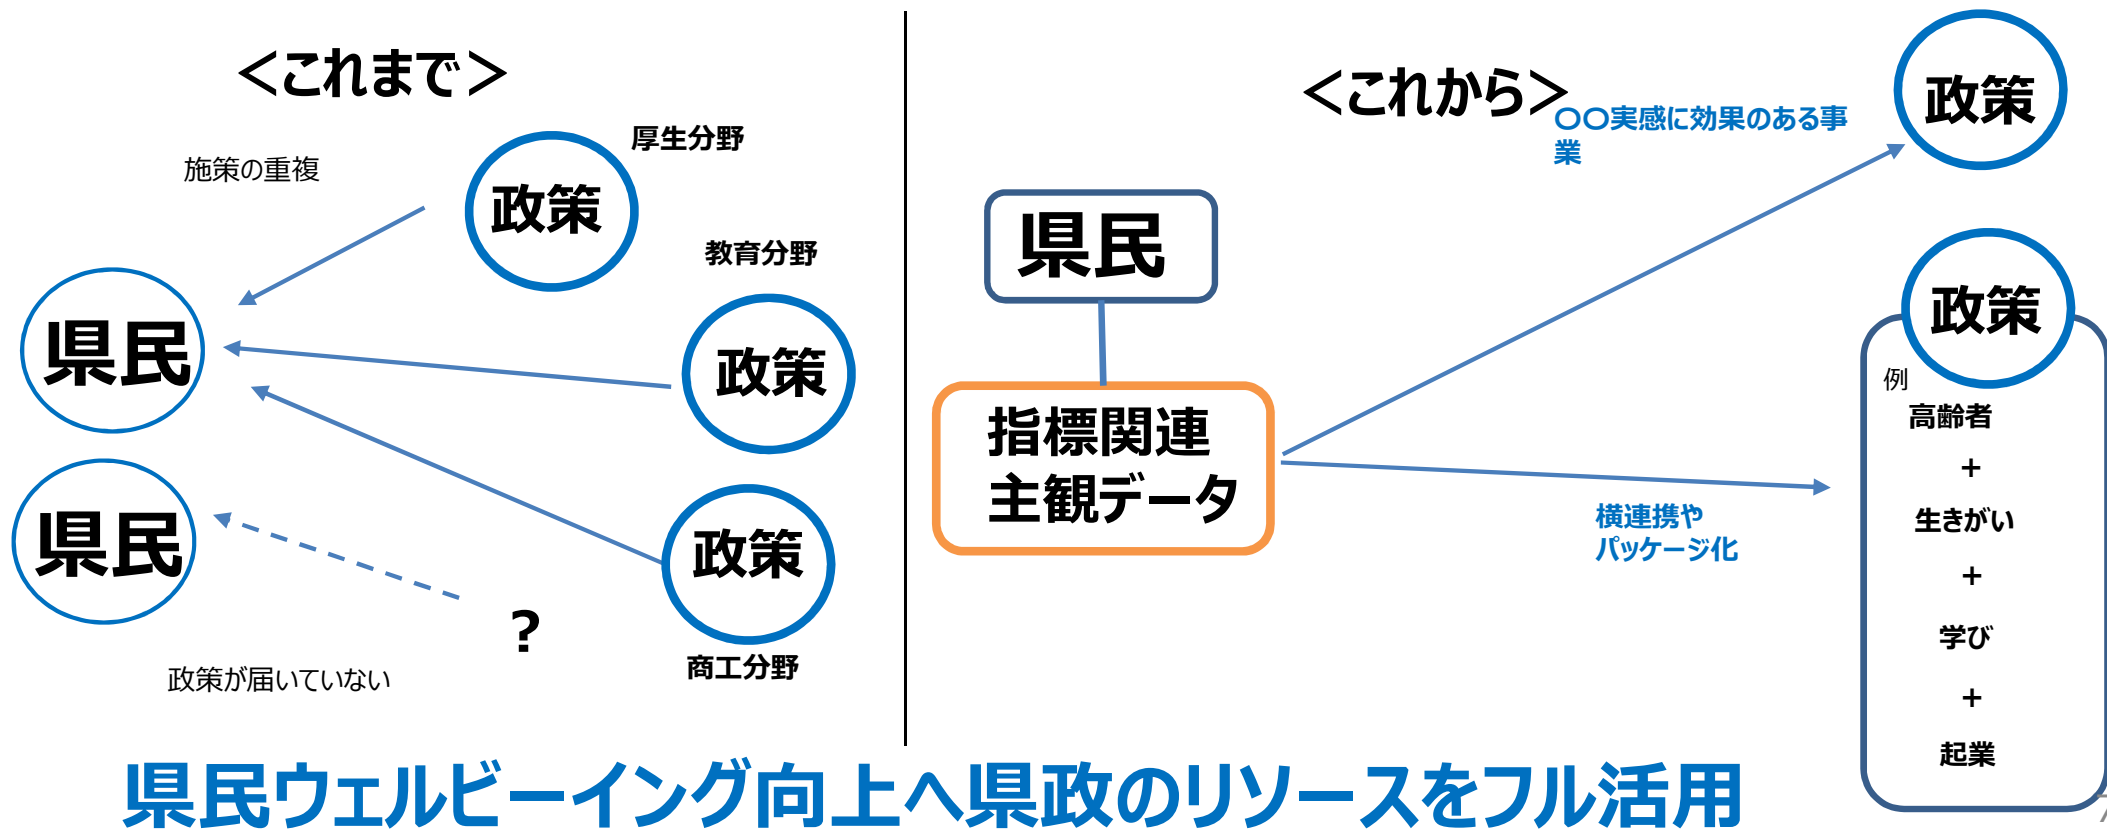 ＜これまで＞
施策の重複
厚生分野
政策
教育分野
県民
政策
県民
政策
？
政策が届いていない
商工分野
＜これから＞
〇〇実感に効果のある事
業
政策
県民
政策
指標関連
主観データ
横連携や
パッケージ化
例
高齢者
+
生きがい
+
学び
+
起業
県民ウェルビーイング向上へ県政のリソースをフル活用